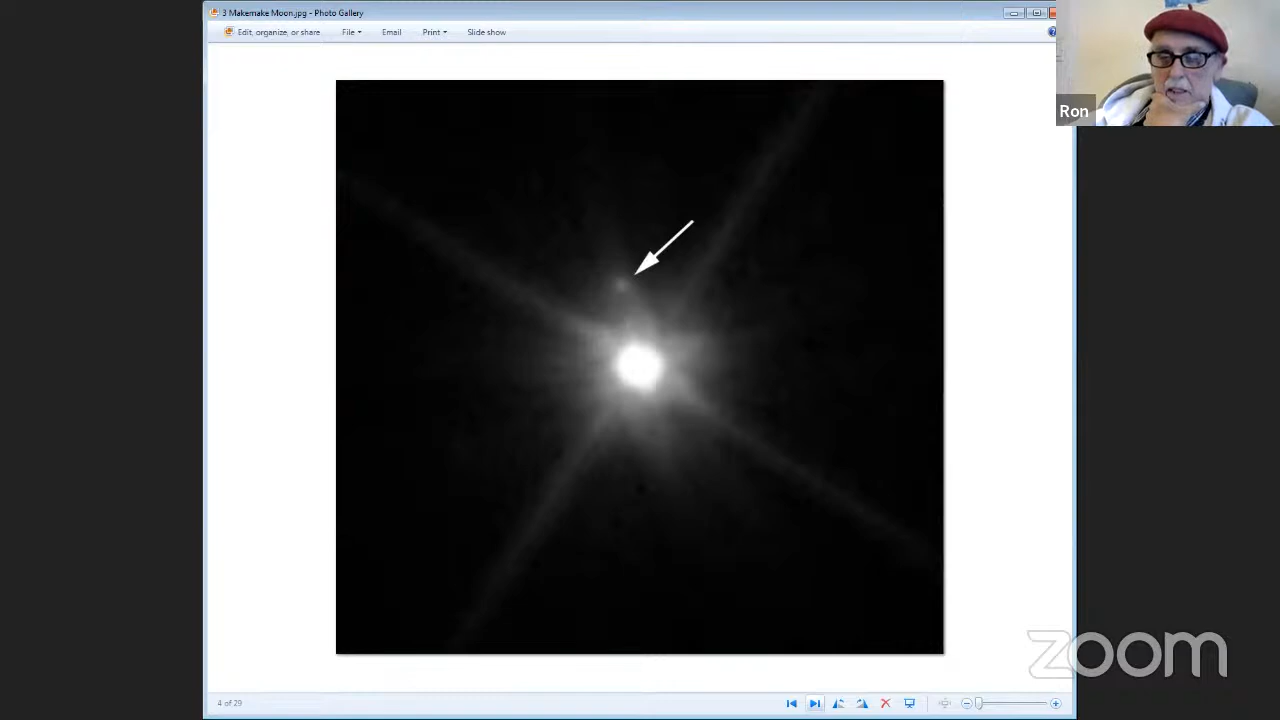 3 Makemake Moon.jpg - Photo Gallery
Edit, organize, or share File Email Print Slide show
Ron
4 of 29
zoom